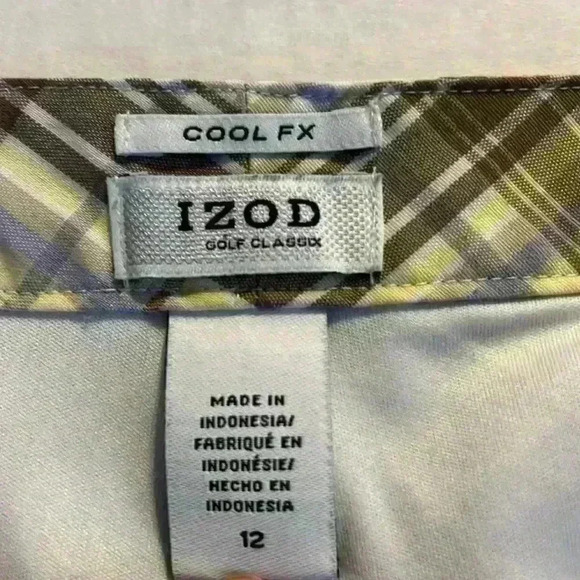 COOL FX
IZOD
GOLF CLASSIX
MADE IN
INDONESIA/
FABRIQUÉ EN
INDONÉSIE/
HECHO EN
INDONESIA
12